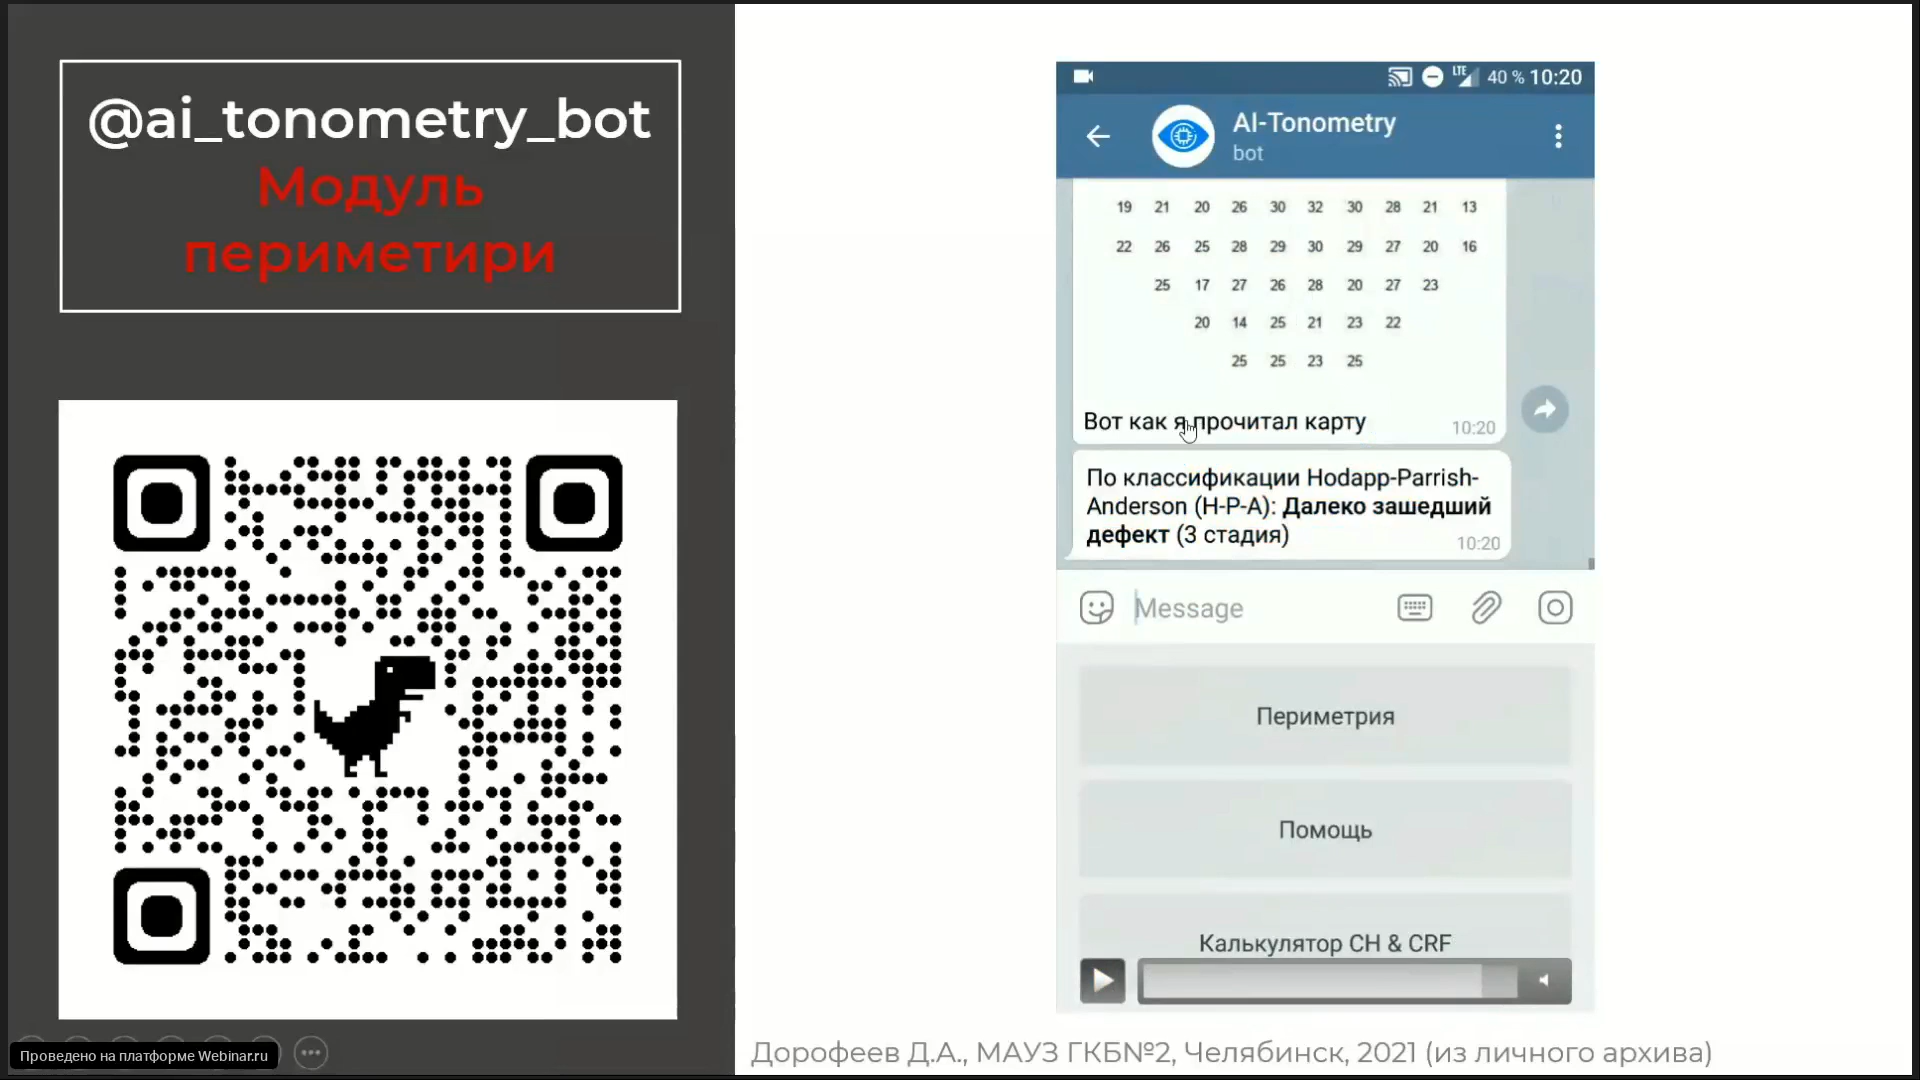 @ai_tonometry_bot
Модуль
периметири
LTE 40 % 10:20
AI-Tonometry
bot
19 21 20 26 30 32 30 28 21 13
22 26 25 28 29 30 29 27 20 16
25 17 27 26 28 20 27 23
20 14 25 21 23 22
25 25 23 25
Вот как я прочитал карту 10:20
По классификации Hodapp-Parrish-
Anderson (H-P-A): Далеко зашедший
дефект (3 стадия) 10:20
Message
Периметрия
Помощь
Калькулятор CH & CRF
Дорофеев Д.А., МАУЗ ГКБ№2, Челябинск, 2021 (из личного архива)
Проведено на платформе Webinar.ru